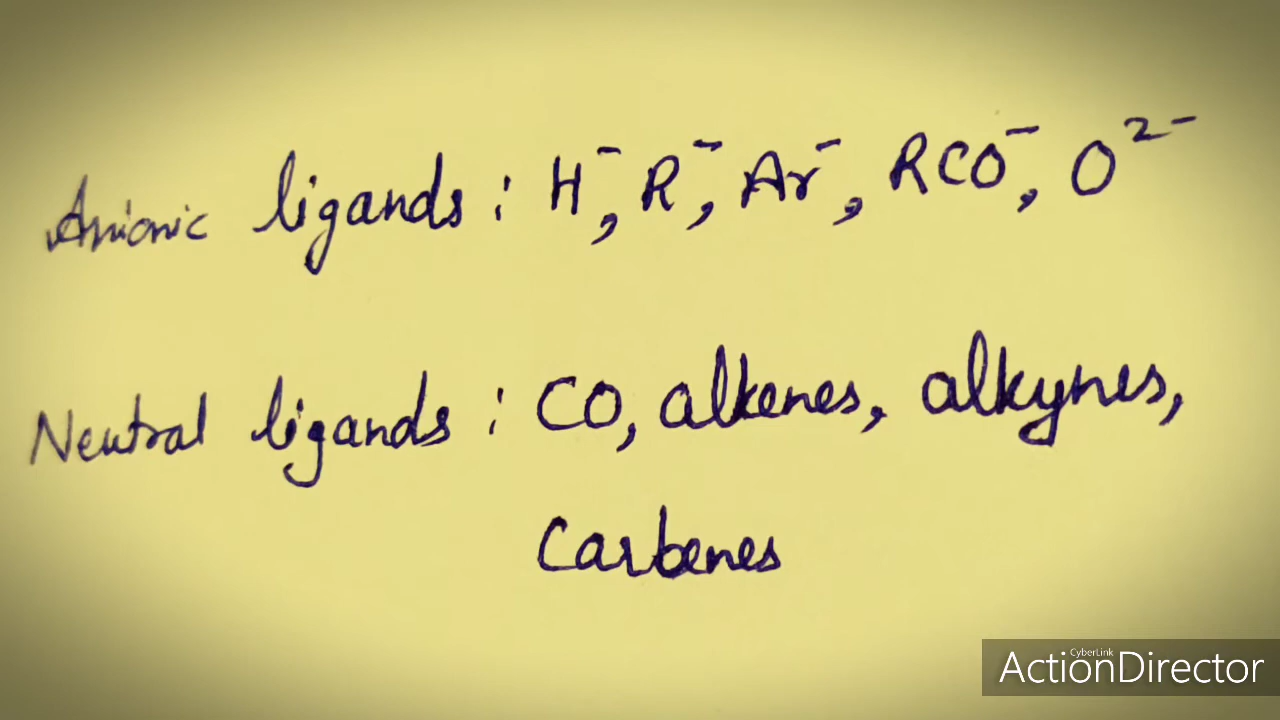 Anionic ligands : H⁻, R⁻, Ar⁻, RCO⁻, O²⁻
Neutral ligands : CO, alkenes, alkynes,
Carbenes
CyberLink
ActionDirector